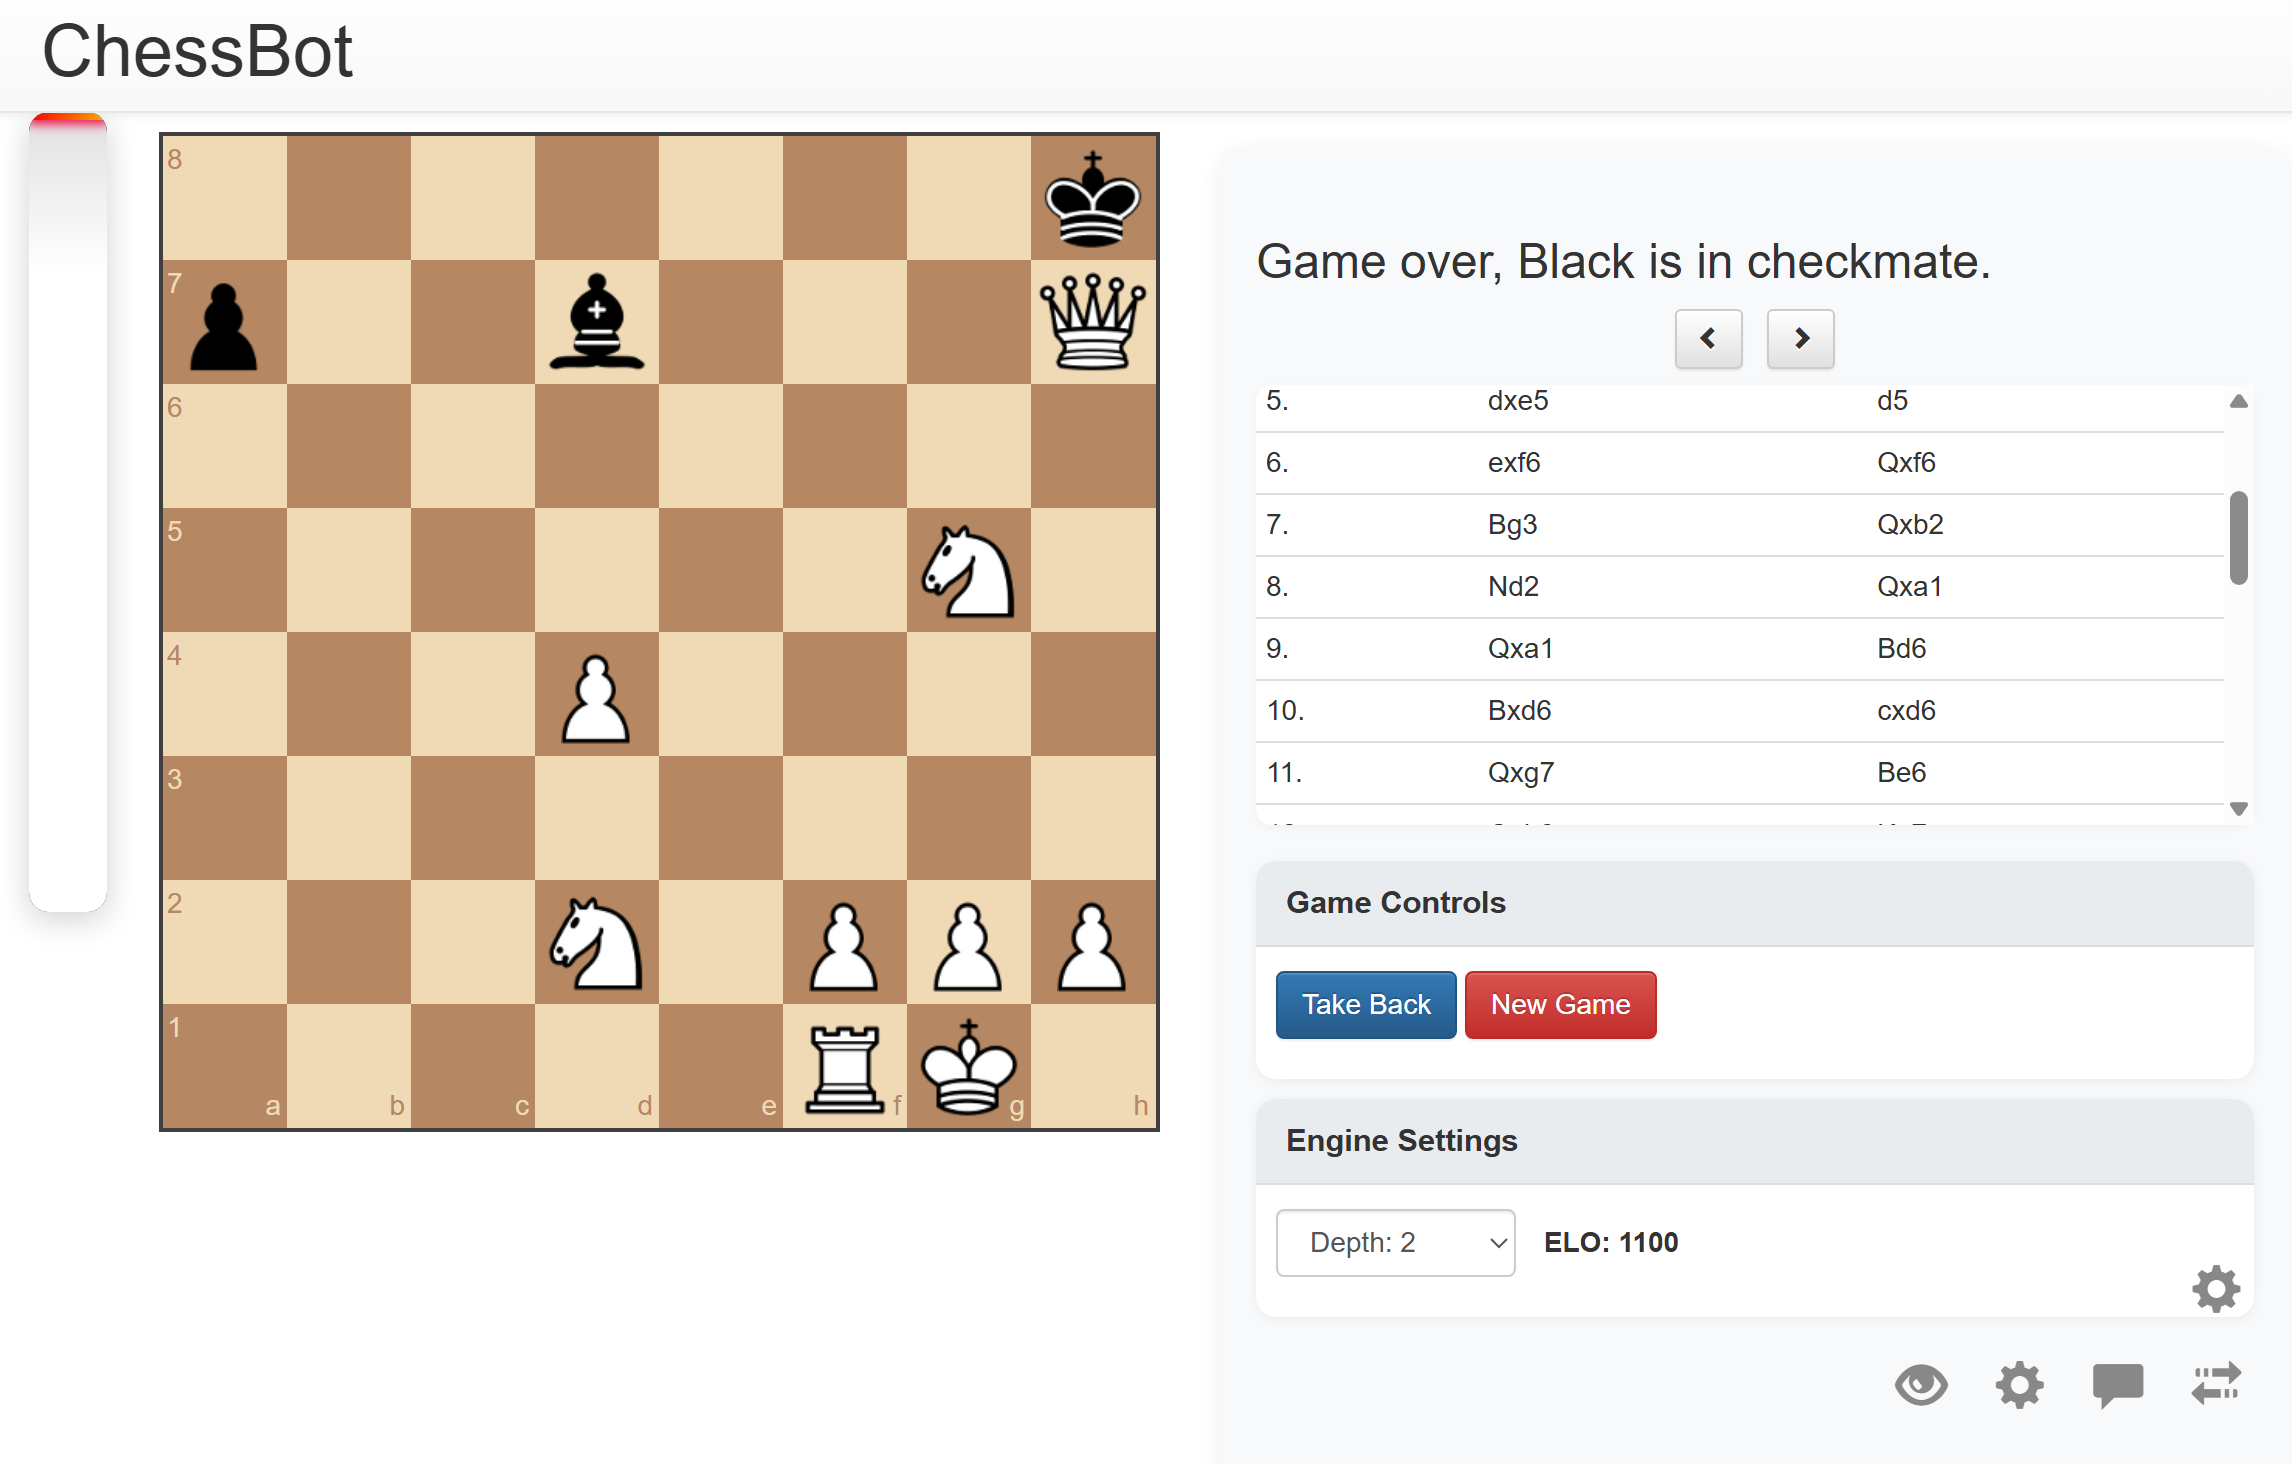 ChessBot
8
7
6
5
4
3
2
1
a b c d e f g h
Game over, Black is in checkmate.
5. dxe5 d5
6. exf6 Qxf6
7. Bg3 Qxb2
8. Nd2 Qxa1
9. Qxa1 Bd6
10. Bxd6 cxd6
11. Qxg7 Be6
Game Controls
Take Back New Game
Engine Settings
Depth: 2 ELO: 1100